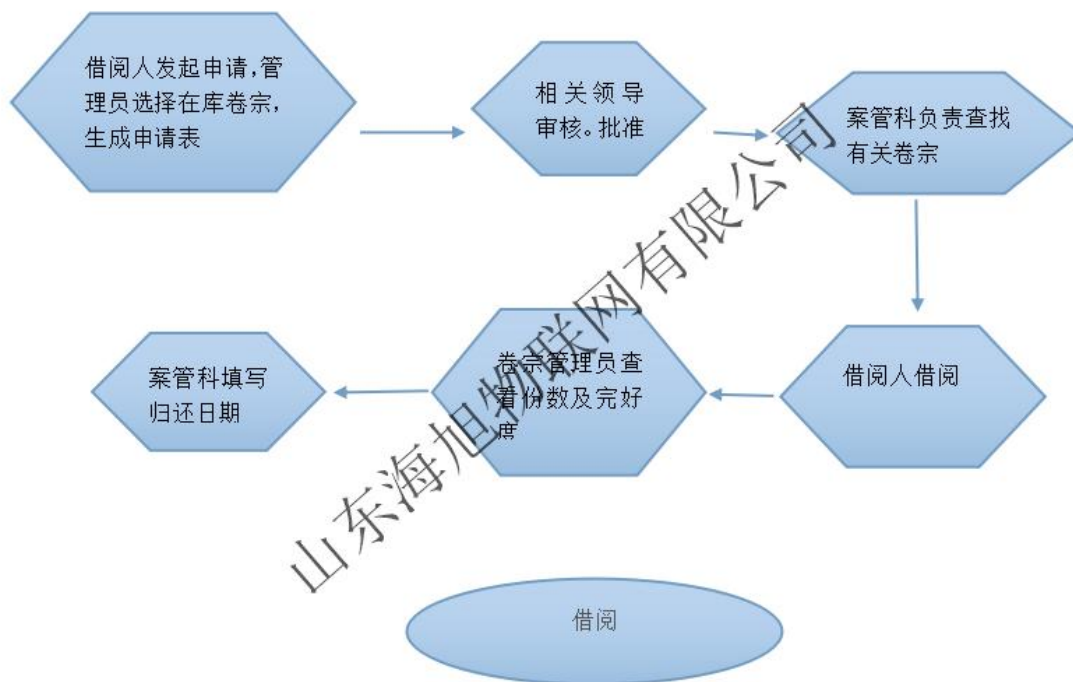 借阅人发起申请,管
理员选择在库卷宗,
生成申请表
相关领导
审核。批准
案管科负责查找
有关卷宗
借阅人借阅
卷宗管理员查
看份数及完好
席
案管科填写
归还日期
山东海旭物联网有限公司
借阅